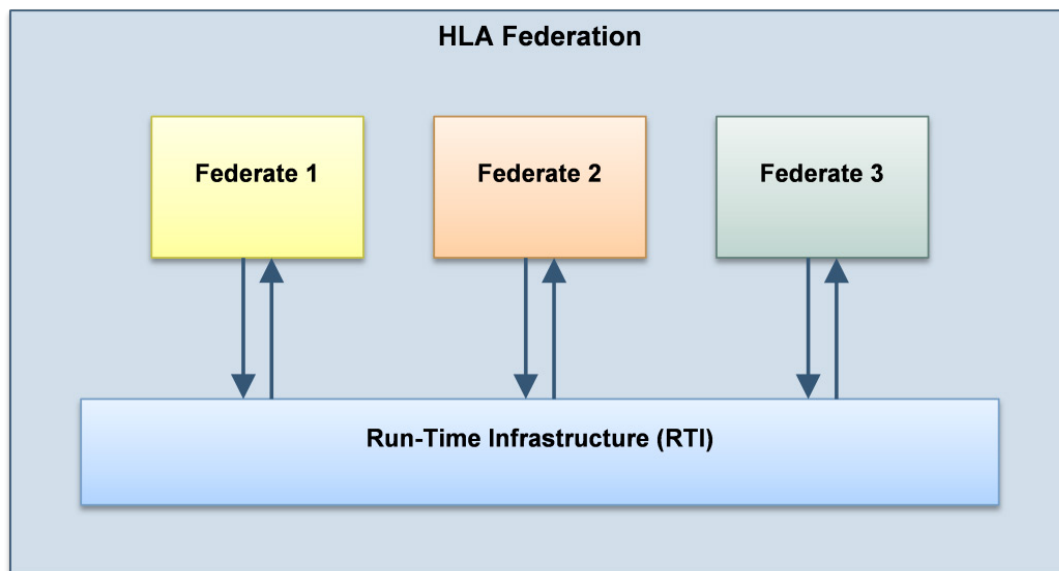 HLA Federation
Federate 1
Federate 2
Federate 3
Run-Time Infrastructure (RTI)